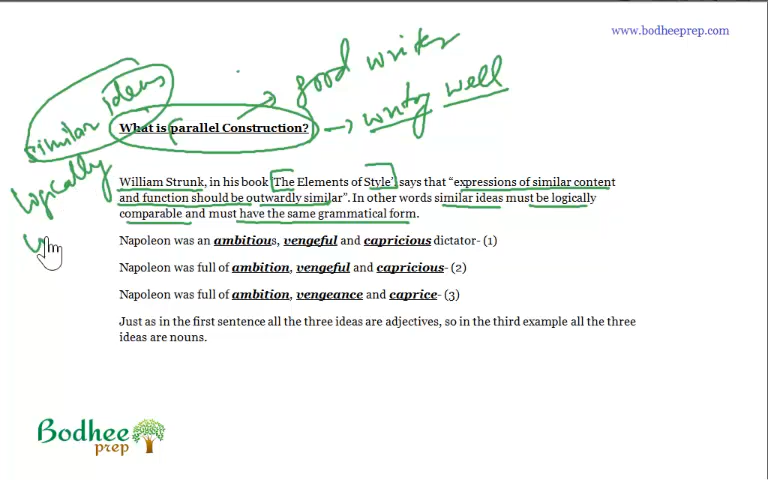 www.bodheeprep.com
good writer
similar ideas
What is parallel Construction?
well
logically
William Strunk, in his book 'The Elements of Style' says that “expressions of similar content
and function should be outwardly similar”. In other words similar ideas must be logically
comparable and must have the same grammatical form.
Napoleon was an ambitious, vengeful and capricious dictator- (1)
Napoleon was full of ambition, vengeful and capricious- (2)
Napoleon was full of ambition, vengeance and caprice- (3)
Just as in the first sentence all the three ideas are adjectives, so in the third example all the three
ideas are nouns.
Bodhee
prep